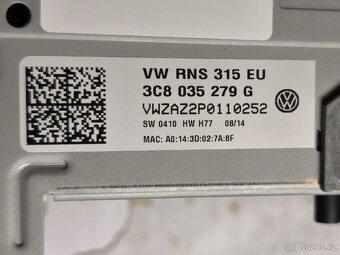 VW RNS 315 EU
3C8 035 279 G
VWZAZ2P0110252
SW 0410 HW H77 08/14
MAC: A0:14:3D:02:7A:6F